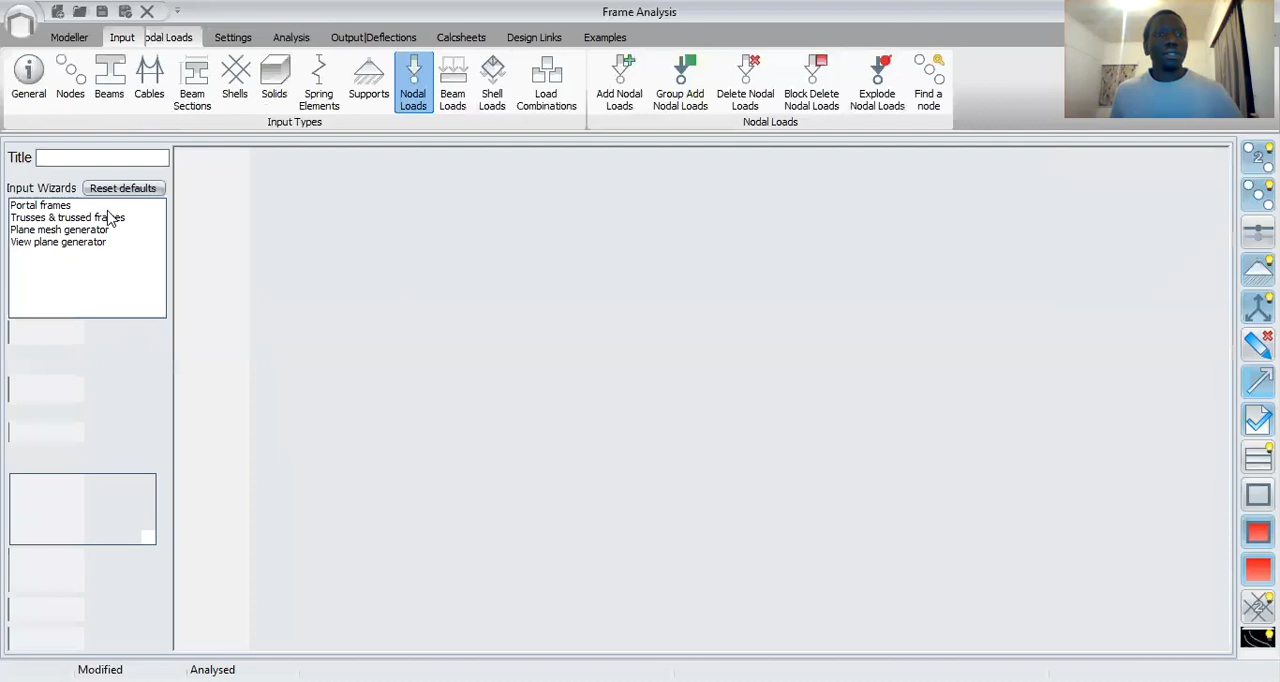 Frame Analysis
Modeller
Input
odal Loads
Settings
Analysis
Output|Deflections
Calcsheets
Design Links
Examples
General
Nodes
Beams
Cables
Beam
Sections
Shells
Solids
Spring
Elements
Supports
Nodal
Loads
Beam
Loads
Shell
Loads
Load
Combinations
Add Nodal
Loads
Group Add
Nodal Loads
Delete Nodal
Loads
Block Delete
Nodal Loads
Explode
Nodal Loads
Find a
node
Input Types
Nodal Loads
Title
Input Wizards
Reset defaults
Portal frames
Trusses & trussed frames
Plane mesh generator
View plane generator
2
2
Modified
Analysed